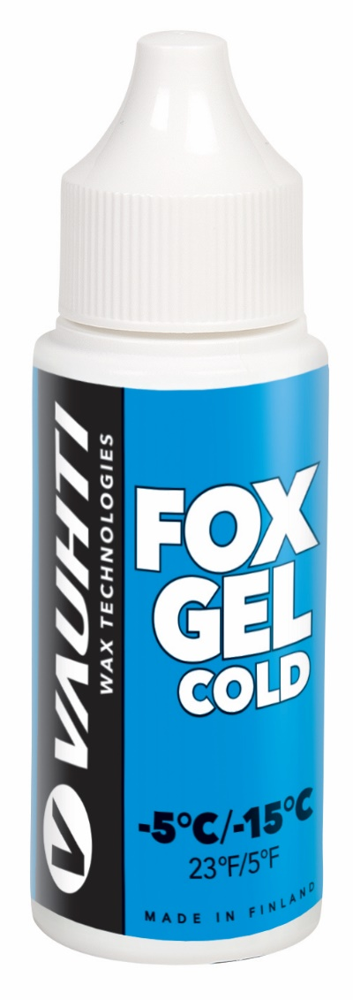 VAUHTI
WAX TECHNOLOGIES
FOX
GEL
COLD
-5°C/-15°C
23°F/5°F
MADE IN FINLAND